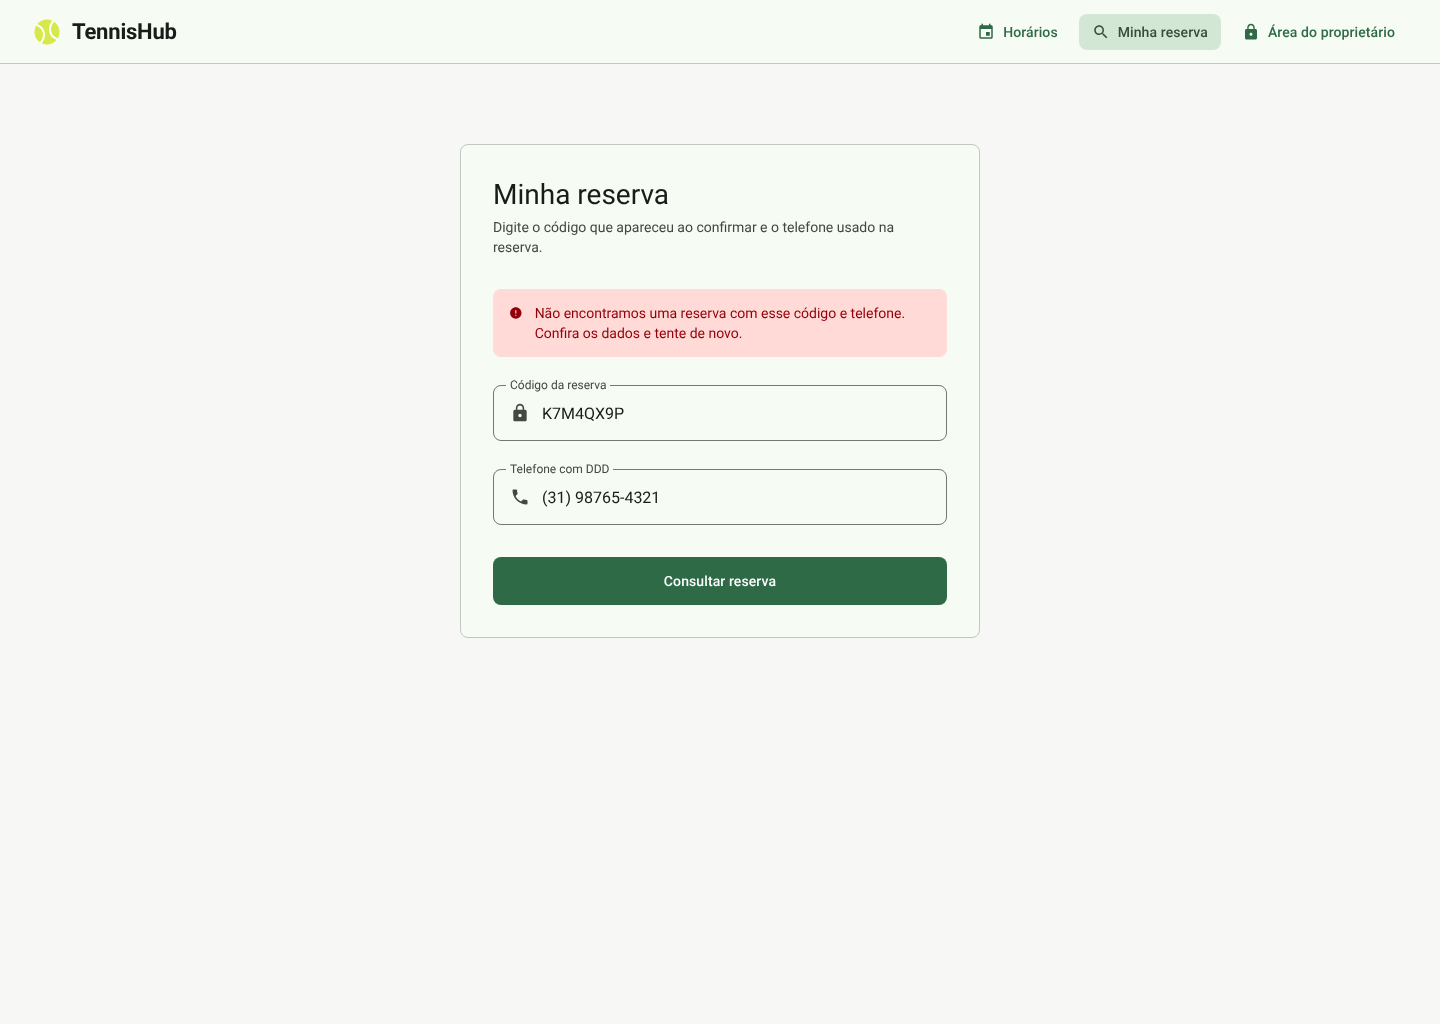 TennisHub
Horários
Minha reserva
Área do proprietário
Minha reserva
Digite o código que apareceu ao confirmar e o telefone usado na
reserva.
Não encontramos uma reserva com esse código e telefone.
Confira os dados e tente de novo.
Código da reserva
K7M4QX9P
Telefone com DDD
(31) 98765-4321
Consultar reserva